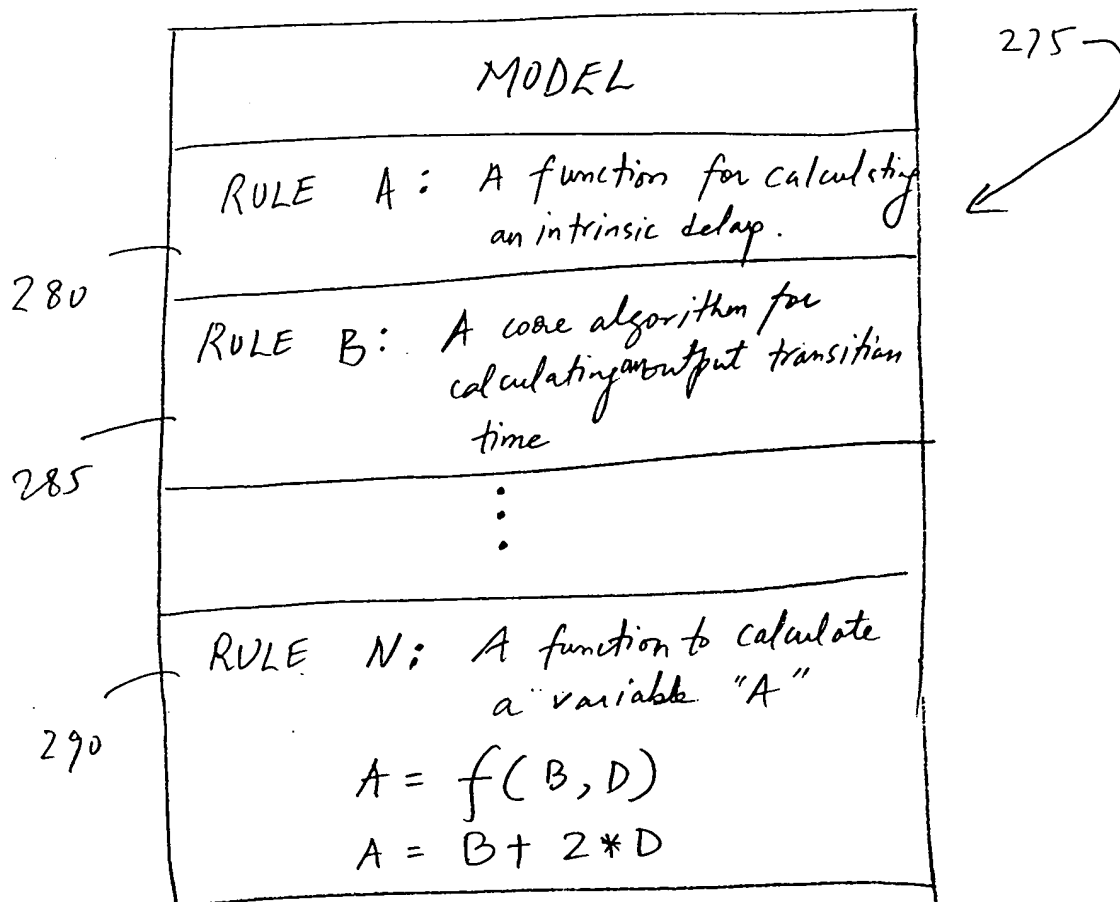 275
MODEL
RULE A: A function for calculating
an intrinsic delay.
280
RULE B: A core algorithm for
calculating an output transition
time
285
RULE N: A function to calculate
a variable "A"
290
A = f(B, D)
A = B + 2 * D